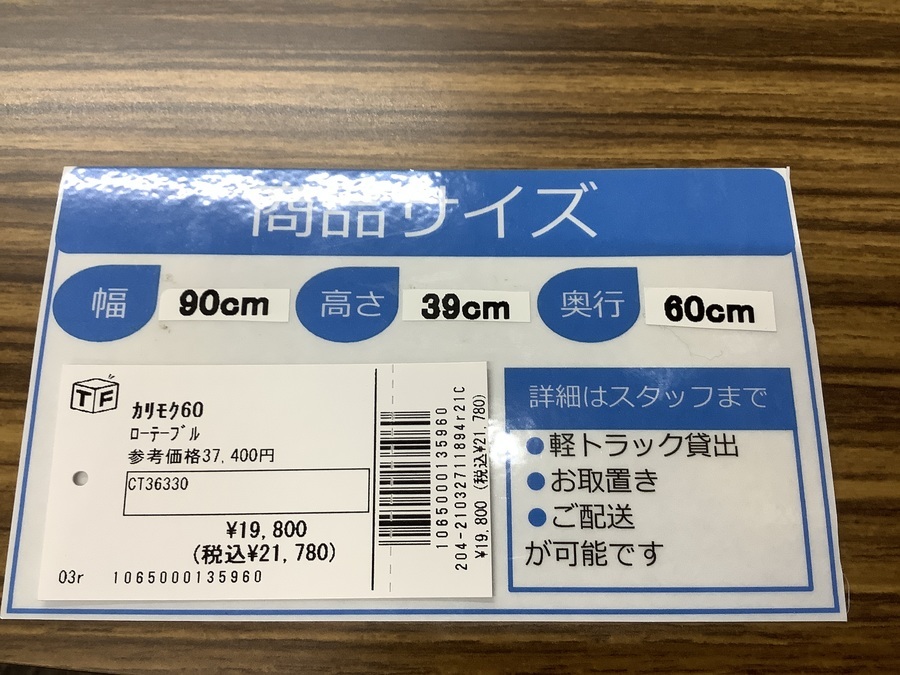 商品サイズ
幅 90cm 高さ 39cm 奥行 60cm
TF
ｶﾘﾓｸ60
ﾛｰﾃｰﾌﾞﾙ
参考価格37,400円
CT36330
¥19,800
(税込¥21,780)
03r 1065000135960
1065000135960
204-21032711894r21C
¥19,800 (税込¥21,780)
詳細はスタッフまで
●軽トラック貸出
●お取置き
●ご配送
が可能です